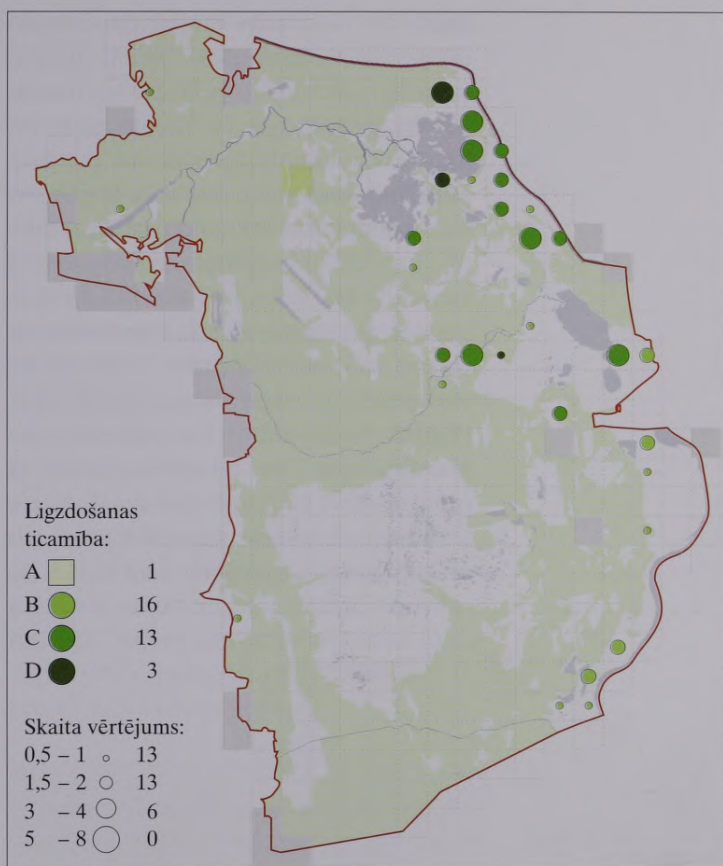 Ligzdošanas
ticamība:
A 1
B 16
C 13
D 3
Skaita vērtējums:
0,5 – 1 13
1,5 – 2 13
3 – 4 6
5 – 8 0